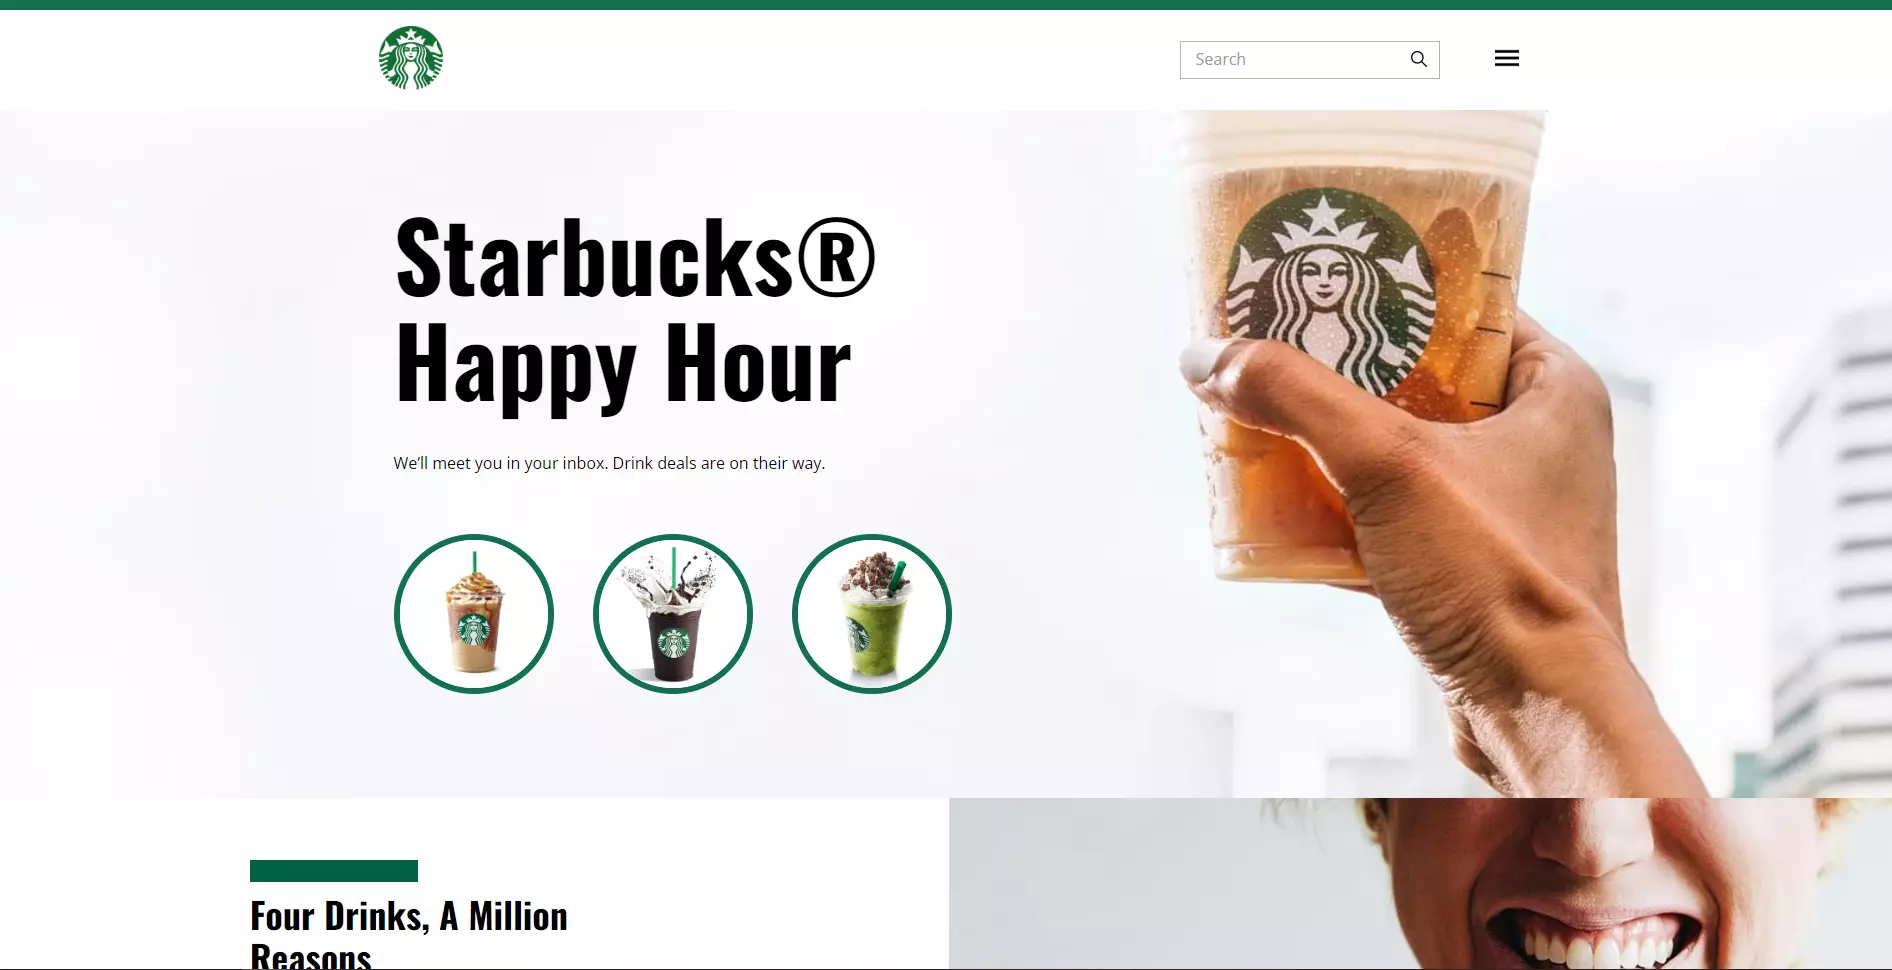 Search
Starbucks®
Happy Hour
We’ll meet you in your inbox. Drink deals are on their way.
Four Drinks, A Million
Reasons